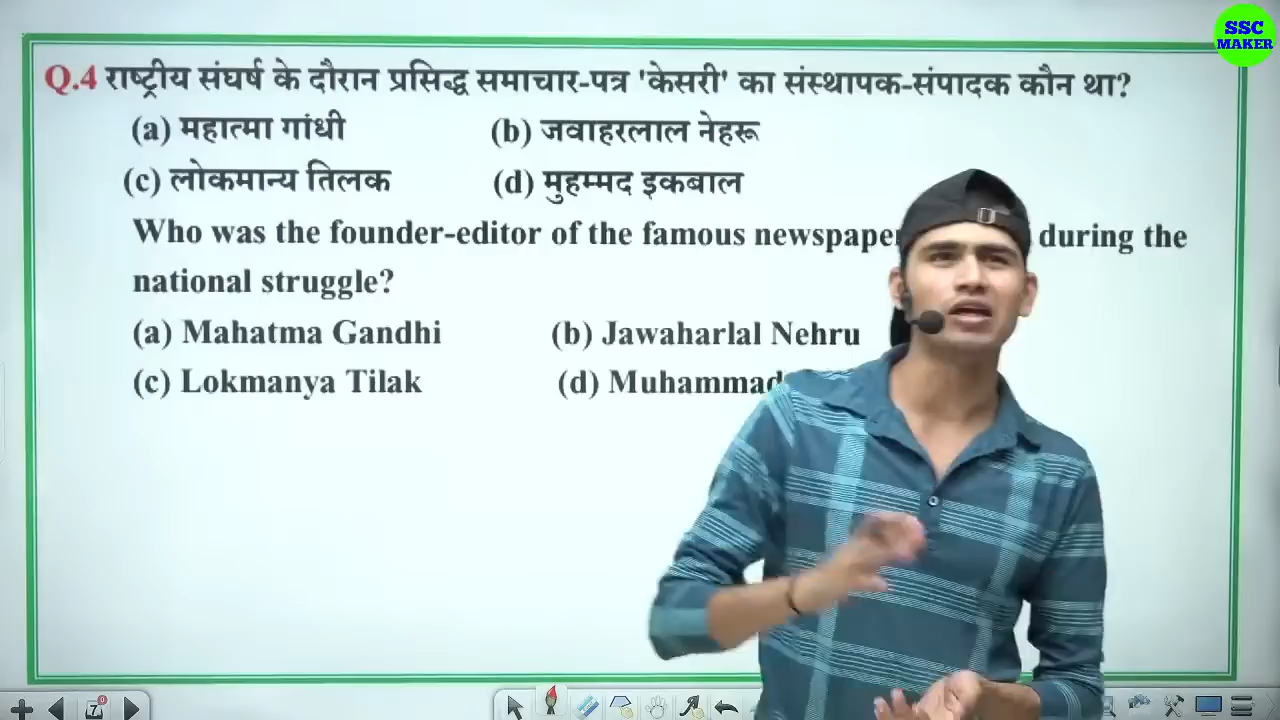 SSC
MAKER
Q.4 राष्ट्रीय संघर्ष के दौरान प्रसिद्ध समाचार-पत्र 'केसरी' का संस्थापक-संपादक कौन था?
(a) महात्मा गांधी (b) जवाहरलाल नेहरू
(c) लोकमान्य तिलक (d) मुहम्मद इकबाल
Who was the founder-editor of the famous newspaper during the
national struggle?
(a) Mahatma Gandhi (b) Jawaharlal Nehru
(c) Lokmanya Tilak (d) Muhammad
7